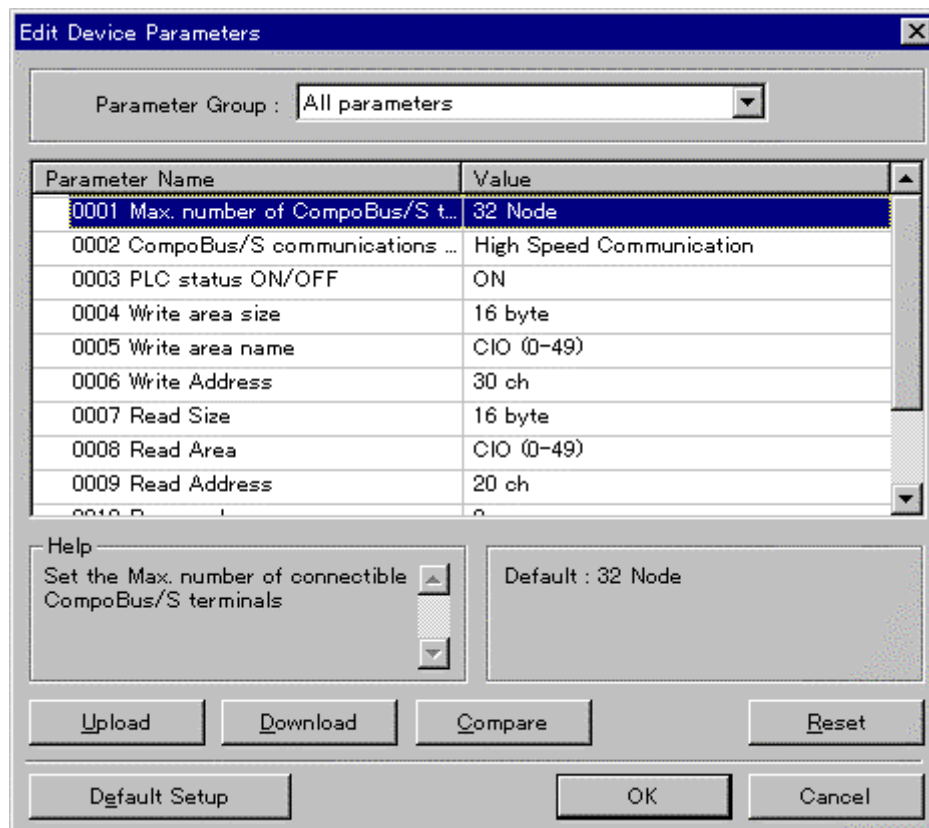 Edit Device Parameters
Parameter Group : All parameters
Parameter Name Value
0001 Max. number of CompoBus/S t... 32 Node
0002 CompoBus/S communications ... High Speed Communication
0003 PLC status ON/OFF ON
0004 Write area size 16 byte
0005 Write area name CIO (0-49)
0006 Write Address 30 ch
0007 Read Size 16 byte
0008 Read Area CIO (0-49)
0009 Read Address 20 ch
Help
Set the Max. number of connectible
CompoBus/S terminals
Default : 32 Node
Upload Download Compare Reset
Default Setup OK Cancel